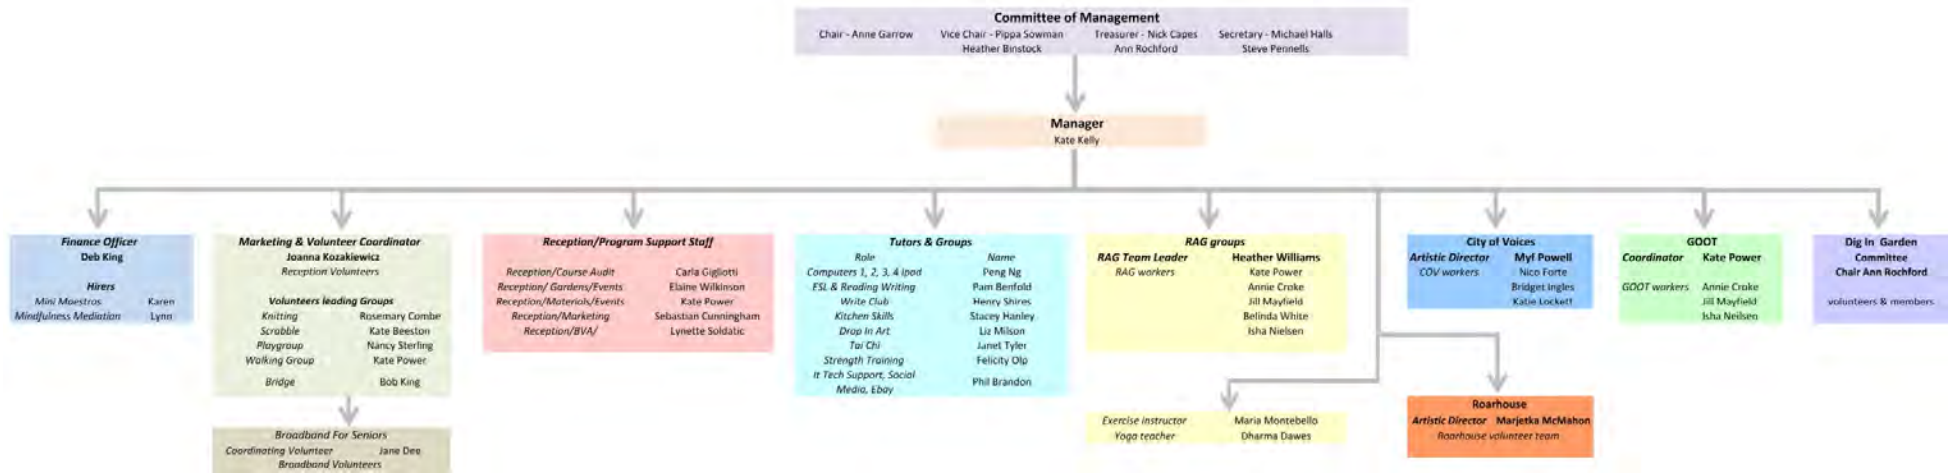 Committee of Management
Chair - Anne Garrow Vice Chair - Pippa Sowman Treasurer - Nick Capes Secretary - Michael Halls
Heather Binstock Ann Rochford Steve Pennells
Manager
Kate Kelly
Finance Officer
Deb King
Hirers
Mini Maestros Karen
Mindfulness Mediation Lynn
Marketing & Volunteer Coordinator
Joanna Kozakiewicz
Reception Volunteers
Volunteers leading Groups
Knitting Rosemary Combe
Scrabble Kate Beeston
Playgroup Nancy Sterling
Walking Group Kate Power
Bridge Bob King
Broadband For Seniors
Coordinating Volunteer Jane Dee
Broadband Volunteers
Reception/Program Support Staff
Reception/Course Audit Carla Gigliotti
Reception/ Gardens/Events Elaine Wilkinson
Reception/Materials/Events Kate Power
Reception/Marketing Sebastian Cunningham
Reception/BVA/ Lynette Soldatic
Tutors & Groups
Role Name
Computers 1, 2, 3, 4 Ipad Peng Ng
ESL & Reading Writing Pam Benfold
Write Club Henry Shires
Kitchen Skills Stacey Hanley
Drop In Art Liz Milson
Tai Chi Janet Tyler
Strength Training Felicity Olp
It Tech Support, Social
Media, Ebay Phil Brandon
RAG groups
RAG Team Leader Heather Williams
RAG workers Kate Power
Annie Croke
Jill Mayfield
Belinda White
Isha Nielsen
Exercise Instructor Maria Montebello
Yoga teacher Dharma Dawes
City of Voices
Artistic Director Myf Powell
COV workers Nico Forte
Bridget Ingles
Katie Lockett
Roarhouse
Artistic Director Marjetka McMahon
Roarhouse volunteer team
GOOT
Coordinator Kate Power
GOOT workers Annie Croke
Jill Mayfield
Isha Neilsen
Dig In Garden
Committee
Chair Ann Rochford
volunteers & members